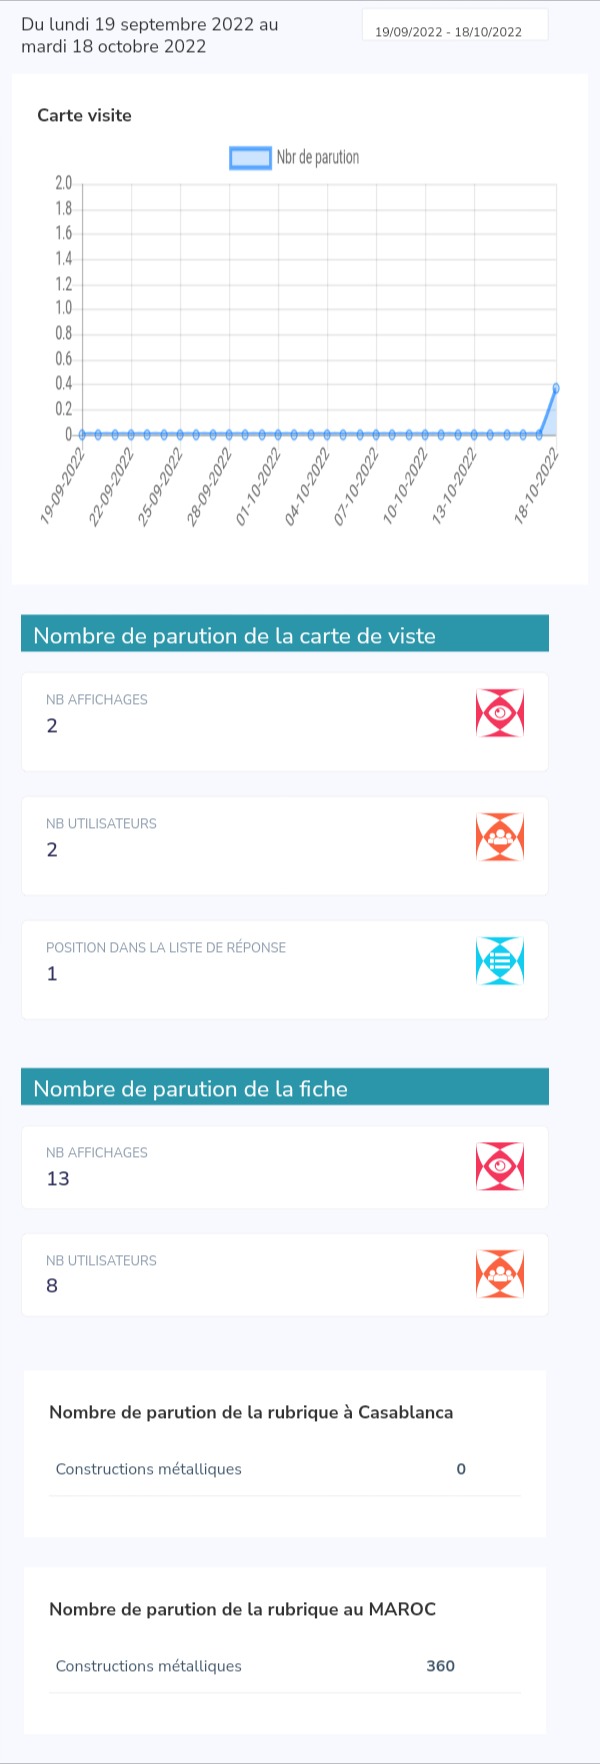 Du lundi 19 septembre 2022 au
mardi 18 octobre 2022
19/09/2022 - 18/10/2022
Carte visite
Nbr de parution
2.0
1.8
1.6
1.4
1.2
1.0
0.8
0.6
0.4
0.2
0
19-09-2022
22-09-2022
25-09-2022
28-09-2022
01-10-2022
04-10-2022
07-10-2022
10-10-2022
13-10-2022
18-10-2022
Nombre de parution de la carte de viste
NB AFFICHAGES
2
NB UTILISATEURS
2
POSITION DANS LA LISTE DE RÉPONSE
1
Nombre de parution de la fiche
NB AFFICHAGES
13
NB UTILISATEURS
8
Nombre de parution de la rubrique à Casablanca
Constructions métalliques 0
Nombre de parution de la rubrique au MAROC
Constructions métalliques 360